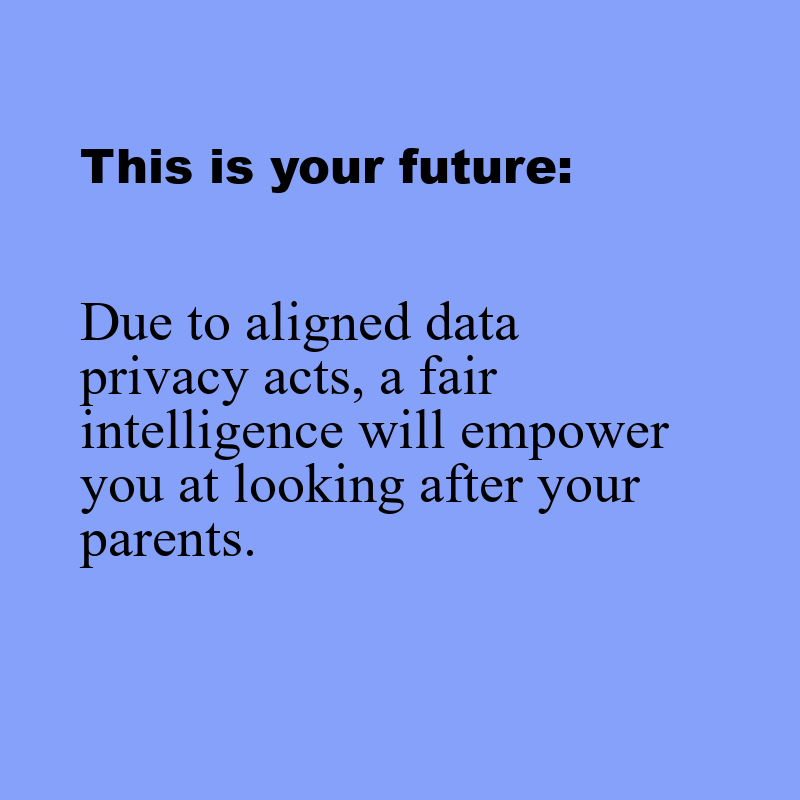 This is your future:
Due to aligned data
privacy acts, a fair
intelligence will empower
you at looking after your
parents.